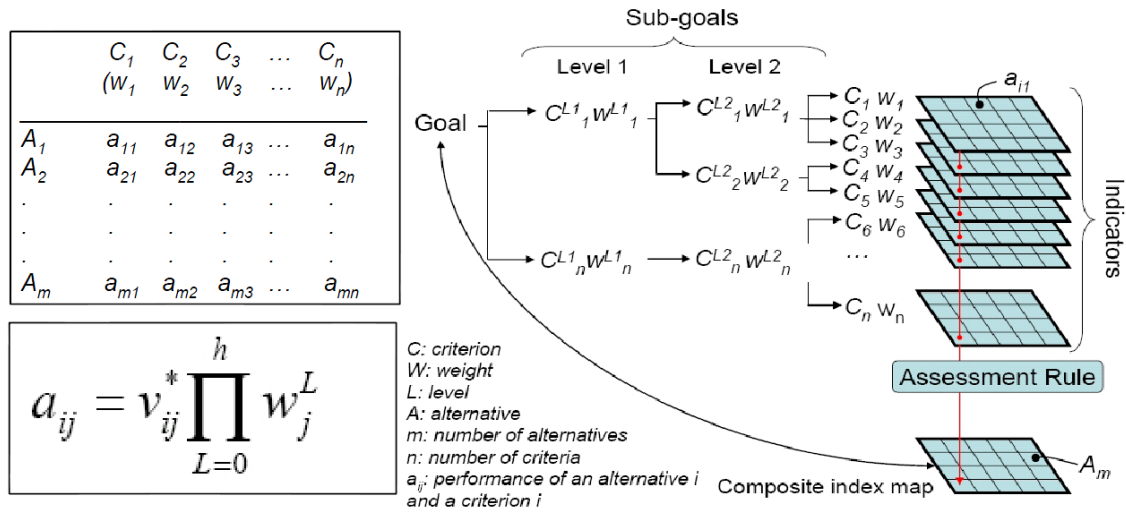 C1 C2 C3 ... Cn
(w1 w2 w3 ... wn)
A1 a11 a12 a13 ... a1n
A2 a21 a22 a23 ... a2n
. . . . .
. . . . .
. . . . .
Am am1 am2 am3 ... amn
a_ij = v*_ij ∏ w^L_j
h
L=0
C: criterion
W: weight
L: level
A: alternative
m: number of alternatives
n: number of criteria
aij: performance of an alternative i
and a criterion i
Sub-goals
Level 1 Level 2
Goal
C^L1_1 w^L1_1
C^L2_1 w^L2_1
C^L2_2 w^L2_2
C^L1_n w^L1_n
C^L2_n w^L2_n
C1 w1
C2 w2
C3 w3
C4 w4
C5 w5
C6 w6
...
Cn wn
ai1
Indicators
Assessment Rule
Composite index map
Am